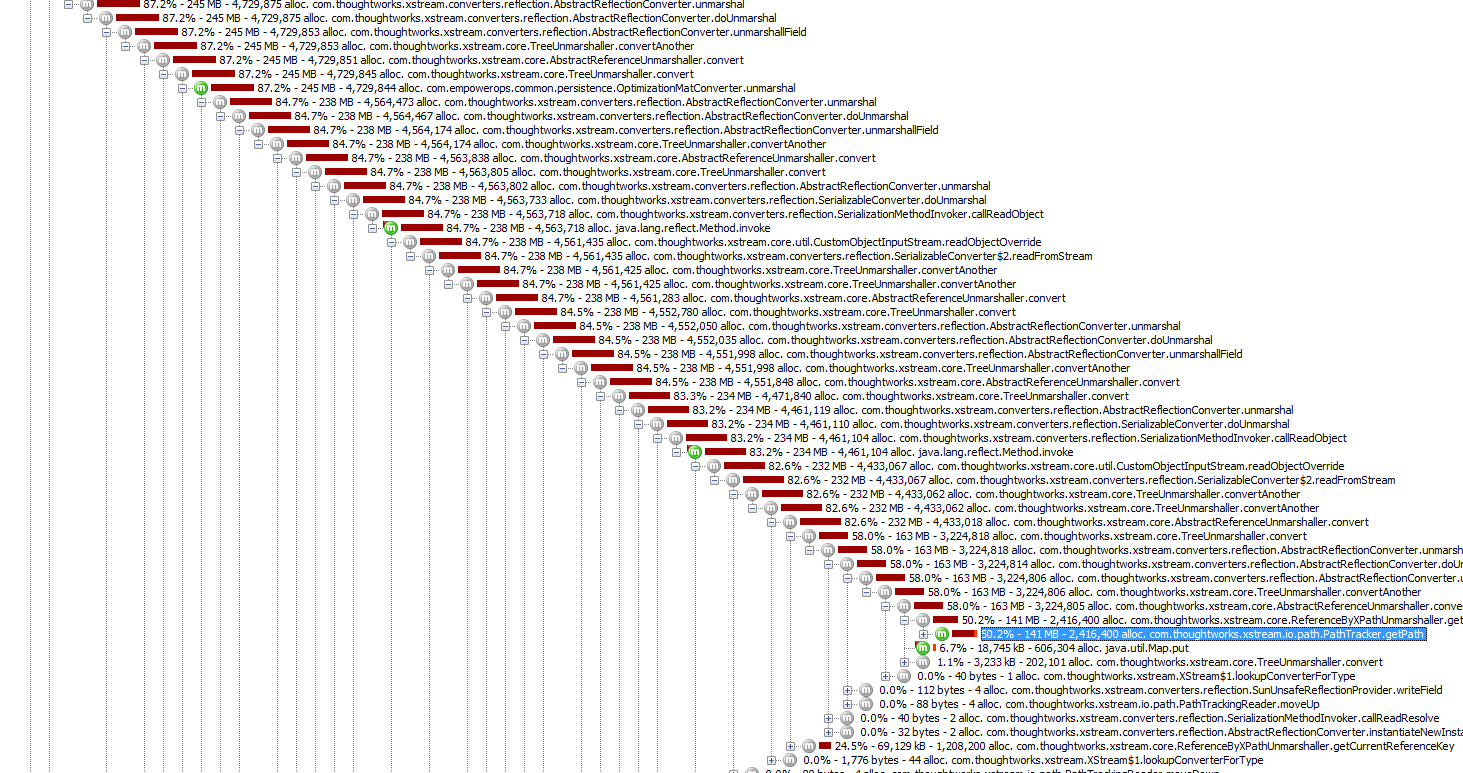 87.2% - 245 MB - 4,729,875 alloc. com.thoughtworks.xstream.converters.reflection.AbstractReflectionConverter.unmarshal
87.2% - 245 MB - 4,729,875 alloc. com.thoughtworks.xstream.converters.reflection.AbstractReflectionConverter.doUnmarshal
87.2% - 245 MB - 4,729,853 alloc. com.thoughtworks.xstream.converters.reflection.AbstractReflectionConverter.unmarshallField
87.2% - 245 MB - 4,729,853 alloc. com.thoughtworks.xstream.core.TreeUnmarshaller.convertAnother
87.2% - 245 MB - 4,729,851 alloc. com.thoughtworks.xstream.core.AbstractReferenceUnmarshaller.convert
87.2% - 245 MB - 4,729,845 alloc. com.thoughtworks.xstream.core.TreeUnmarshaller.convert
m 87.2% - 245 MB - 4,729,844 alloc. com.empowerops.common.persistence.OptimizationMatConverter.unmarshal
84.7% - 238 MB - 4,564,473 alloc. com.thoughtworks.xstream.converters.reflection.AbstractReflectionConverter.unmarshal
84.7% - 238 MB - 4,564,467 alloc. com.thoughtworks.xstream.converters.reflection.AbstractReflectionConverter.doUnmarshal
84.7% - 238 MB - 4,564,174 alloc. com.thoughtworks.xstream.converters.reflection.AbstractReflectionConverter.unmarshallField
84.7% - 238 MB - 4,564,174 alloc. com.thoughtworks.xstream.core.TreeUnmarshaller.convertAnother
84.7% - 238 MB - 4,563,838 alloc. com.thoughtworks.xstream.core.AbstractReferenceUnmarshaller.convert
84.7% - 238 MB - 4,563,805 alloc. com.thoughtworks.xstream.core.TreeUnmarshaller.convert
84.7% - 238 MB - 4,563,802 alloc. com.thoughtworks.xstream.converters.reflection.AbstractReflectionConverter.unmarshal
84.7% - 238 MB - 4,563,733 alloc. com.thoughtworks.xstream.converters.reflection.SerializableConverter.doUnmarshal
84.7% - 238 MB - 4,563,718 alloc. com.thoughtworks.xstream.converters.reflection.SerializationMethodInvoker.callReadObject
84.7% - 238 MB - 4,563,718 alloc. java.lang.reflect.Method.invoke
84.7% - 238 MB - 4,561,435 alloc. com.thoughtworks.xstream.core.util.CustomObjectInputStream.readObjectOverride
84.7% - 238 MB - 4,561,435 alloc. com.thoughtworks.xstream.converters.reflection.SerializableConverter$2.readFromStream
84.7% - 238 MB - 4,561,425 alloc. com.thoughtworks.xstream.core.TreeUnmarshaller.convertAnother
84.7% - 238 MB - 4,561,425 alloc. com.thoughtworks.xstream.core.TreeUnmarshaller.convertAnother
84.7% - 238 MB - 4,561,283 alloc. com.thoughtworks.xstream.core.AbstractReferenceUnmarshaller.convert
84.5% - 238 MB - 4,552,780 alloc. com.thoughtworks.xstream.core.TreeUnmarshaller.convert
84.5% - 238 MB - 4,552,050 alloc. com.thoughtworks.xstream.converters.reflection.AbstractReflectionConverter.unmarshal
84.5% - 238 MB - 4,552,035 alloc. com.thoughtworks.xstream.converters.reflection.AbstractReflectionConverter.doUnmarshal
84.5% - 238 MB - 4,551,998 alloc. com.thoughtworks.xstream.converters.reflection.AbstractReflectionConverter.unmarshallField
84.5% - 238 MB - 4,551,998 alloc. com.thoughtworks.xstream.core.TreeUnmarshaller.convertAnother
84.5% - 238 MB - 4,551,848 alloc. com.thoughtworks.xstream.core.AbstractReferenceUnmarshaller.convert
83.3% - 234 MB - 4,471,840 alloc. com.thoughtworks.xstream.core.TreeUnmarshaller.convert
83.2% - 234 MB - 4,461,119 alloc. com.thoughtworks.xstream.converters.reflection.AbstractReflectionConverter.unmarshal
83.2% - 234 MB - 4,461,110 alloc. com.thoughtworks.xstream.converters.reflection.SerializableConverter.doUnmarshal
83.2% - 234 MB - 4,461,104 alloc. com.thoughtworks.xstream.converters.reflection.SerializationMethodInvoker.callReadObject
83.2% - 234 MB - 4,461,104 alloc. java.lang.reflect.Method.invoke
82.6% - 232 MB - 4,433,067 alloc. com.thoughtworks.xstream.core.util.CustomObjectInputStream.readObjectOverride
82.6% - 232 MB - 4,433,067 alloc. com.thoughtworks.xstream.converters.reflection.SerializableConverter$2.readFromStream
82.6% - 232 MB - 4,433,062 alloc. com.thoughtworks.xstream.core.TreeUnmarshaller.convertAnother
82.6% - 232 MB - 4,433,062 alloc. com.thoughtworks.xstream.core.TreeUnmarshaller.convertAnother
82.6% - 232 MB - 4,433,018 alloc. com.thoughtworks.xstream.core.AbstractReferenceUnmarshaller.convert
58.0% - 163 MB - 3,224,818 alloc. com.thoughtworks.xstream.core.TreeUnmarshaller.convert
58.0% - 163 MB - 3,224,818 alloc. com.thoughtworks.xstream.converters.reflection.AbstractReflectionConverter.unmarsh
58.0% - 163 MB - 3,224,814 alloc. com.thoughtworks.xstream.converters.reflection.AbstractReflectionConverter.doUn
58.0% - 163 MB - 3,224,806 alloc. com.thoughtworks.xstream.converters.reflection.AbstractReflectionConverter.u
58.0% - 163 MB - 3,224,806 alloc. com.thoughtworks.xstream.core.TreeUnmarshaller.convertAnother
58.0% - 163 MB - 3,224,805 alloc. com.thoughtworks.xstream.core.AbstractReferenceUnmarshaller.conve
50.2% - 141 MB - 2,416,400 alloc. com.thoughtworks.xstream.core.ReferenceByXPathUnmarshaller.get
50.2% - 141 MB - 2,416,400 alloc. com.thoughtworks.xstream.io.path.PathTracker.getPath
6.7% - 18,745 kB - 606,304 alloc. java.util.Map.put
1.1% - 3,233 kB - 202,101 alloc. com.thoughtworks.xstream.core.TreeUnmarshaller.convert
0.0% - 40 bytes - 1 alloc. com.thoughtworks.xstream.XStream$1.lookupConverterForType
0.0% - 112 bytes - 4 alloc. com.thoughtworks.xstream.converters.reflection.SunUnsafeReflectionProvider.writeField
0.0% - 88 bytes - 4 alloc. com.thoughtworks.xstream.io.path.PathTrackingReader.moveUp
0.0% - 40 bytes - 2 alloc. com.thoughtworks.xstream.converters.reflection.SerializationMethodInvoker.callReadResolve
0.0% - 32 bytes - 2 alloc. com.thoughtworks.xstream.converters.reflection.AbstractReflectionConverter.instantiateNewInsta
24.5% - 69,129 kB - 1,208,200 alloc. com.thoughtworks.xstream.core.ReferenceByXPathUnmarshaller.getCurrentReferenceKey
0.0% - 1,776 bytes - 44 alloc. com.thoughtworks.xstream.XStream$1.lookupConverterForType